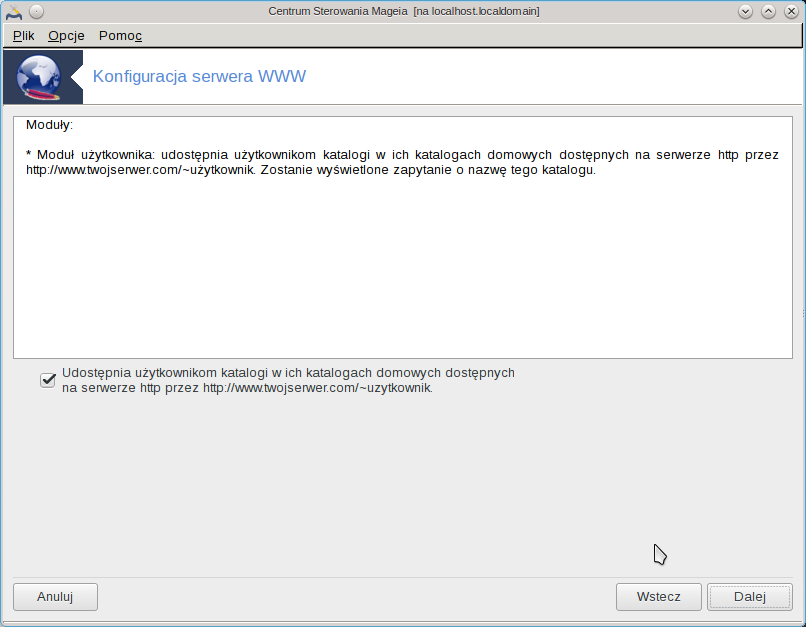 Centrum Sterowania Mageia [na localhost.localdomain]
Plik Opcje Pomoc
Konfiguracja serwera WWW
Moduły:
* Moduł użytkownika: udostępnia użytkownikom katalogi w ich katalogach domowych dostępnych na serwerze http przez
http://www.twojserwer.com/~użytkownik. Zostanie wyświetlone zapytanie o nazwę tego katalogu.
Udostępnia użytkownikom katalogi w ich katalogach domowych dostępnych
na serwerze http przez http://www.twojserwer.com/~uzytkownik.
Anuluj Wstecz Dalej